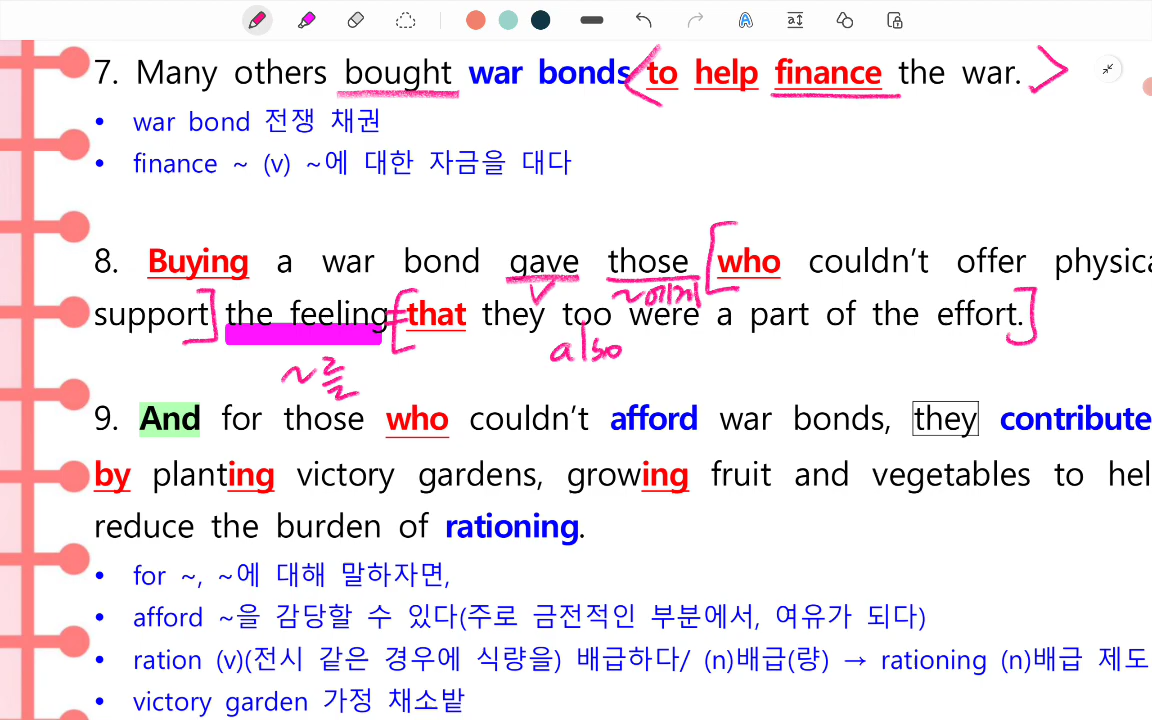 7. Many others bought war bonds to help finance the war.
• war bond 전쟁 채권
• finance ~ (v) ~에 대한 자금을 대다
8. Buying a war bond gave those who couldn't offer physica
V ~에게
support the feeling that they too were a part of the effort.
~를 also
9. And for those who couldn't afford war bonds, they contribute
by planting victory gardens, growing fruit and vegetables to hel
reduce the burden of rationing.
• for ~, ~에 대해 말하자면,
• afford ~을 감당할 수 있다(주로 금전적인 부분에서, 여유가 되다)
• ration (v)(전시 같은 경우에 식량을) 배급하다/ (n)배급(량) → rationing (n)배급 제도
• victory garden 가정 채소밭